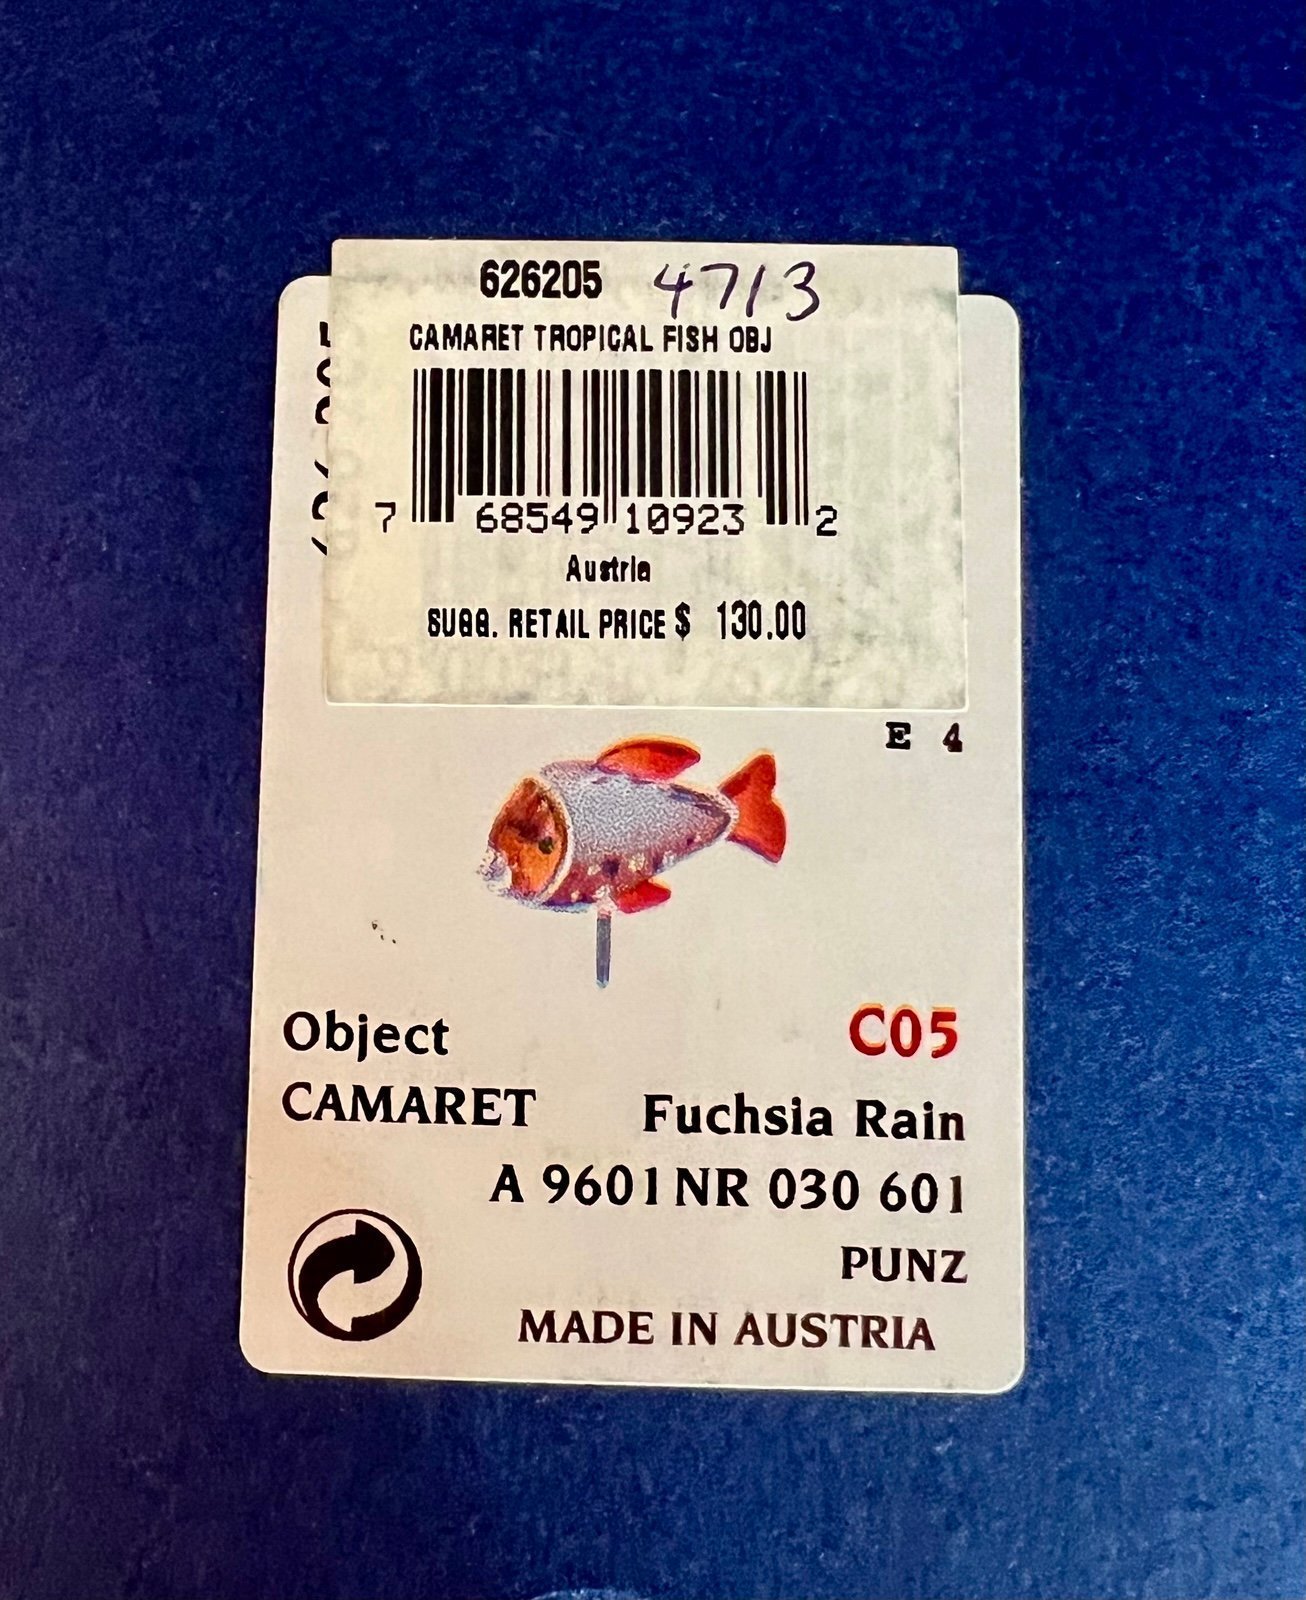 626205 4713
CAMARET TROPICAL FISH OBJ
7 68549 10923 2
Austria
SUGG. RETAIL PRICE $ 130.00
E 4
Object C05
CAMARET Fuchsia Rain
A 9601 NR 030 601
PUNZ
MADE IN AUSTRIA